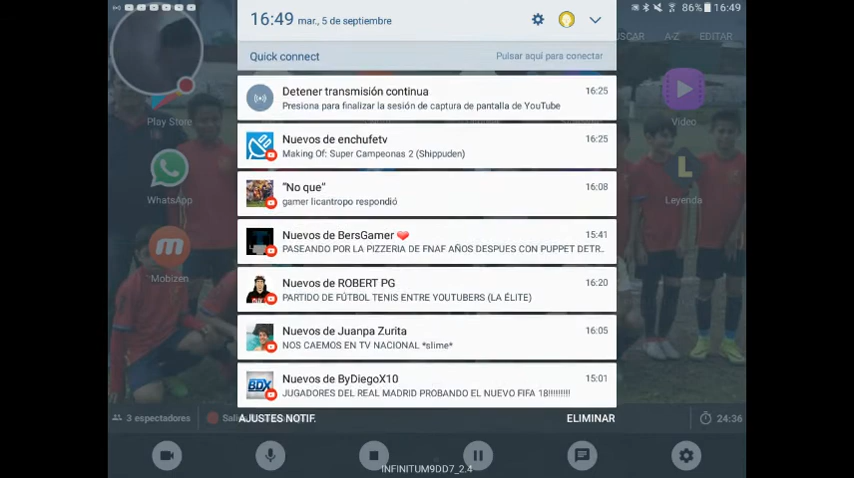 16:49 mar., 5 de septiembre
86% 16:49
BUSCAR A-Z EDITAR
Quick connect Pulsar aquí para conectar
Detener transmisión continua 16:25
Presiona para finalizar la sesión de captura de pantalla de YouTube
Play Store
Video
Nuevos de enchufetv 16:25
Making Of: Super Campeonas 2 (Shippuden)
"No que" 16:08
gamer licantropo respondió
WhatsApp
Leyenda
Nuevos de BersGamer ❤ 15:41
PASEANDO POR LA PIZZERIA DE FNAF AÑOS DESPUES CON PUPPET DETR..
Mobizen
Nuevos de ROBERT PG 16:20
PARTIDO DE FÚTBOL TENIS ENTRE YOUTUBERS (LA ÉLITE)
Nuevos de Juanpa Zurita 16:05
NOS CAEMOS EN TV NACIONAL *slime*
Nuevos de ByDiegoX10 15:01
JUGADORES DEL REAL MADRID PROBANDO EL NUEVO FIFA 18!!!!!!!!!
3 espectadores
AJUSTES NOTIF. ELIMINAR
24:36
INFINITUM9DD7_2.4